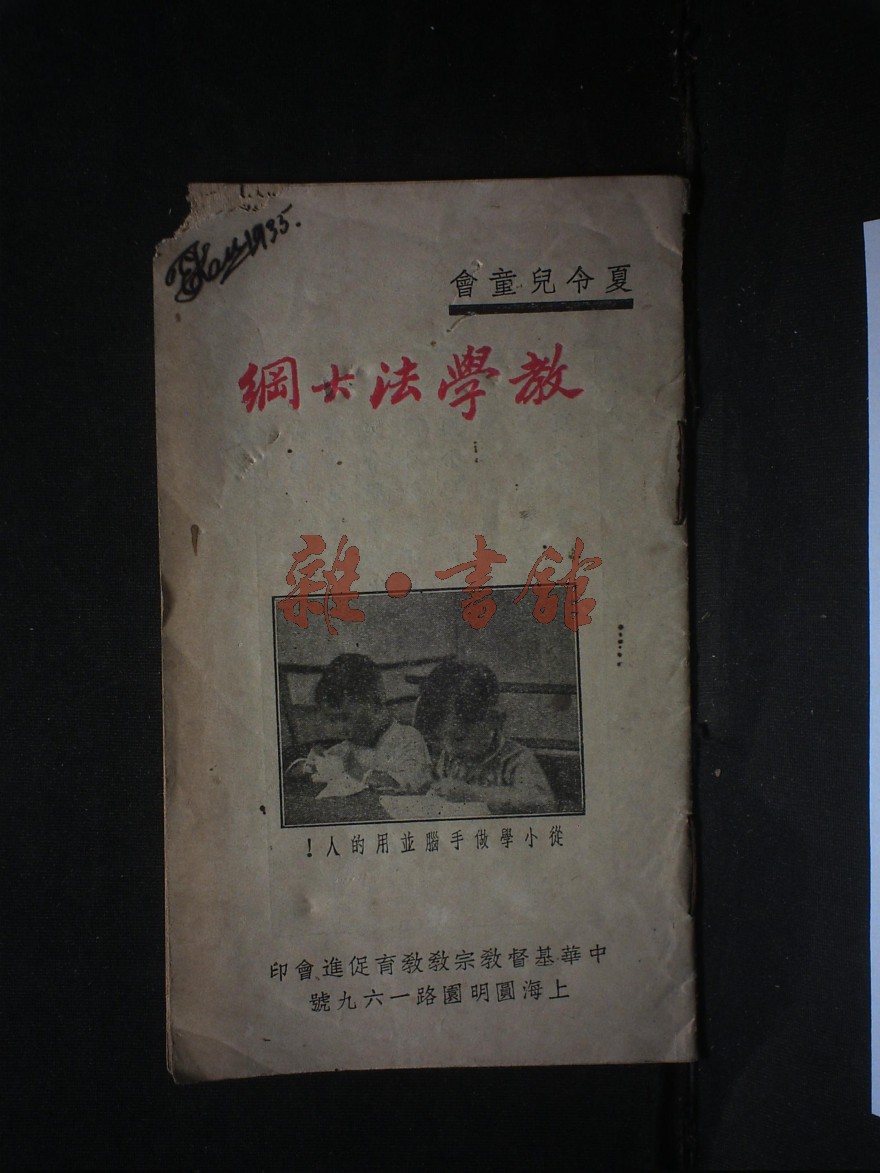 1935.
夏令兒童會
教學法大綱
雜·書館
從小學做手腦並用的人！
中華基督教宗教教育促進會印
上海圓明園路一六九號